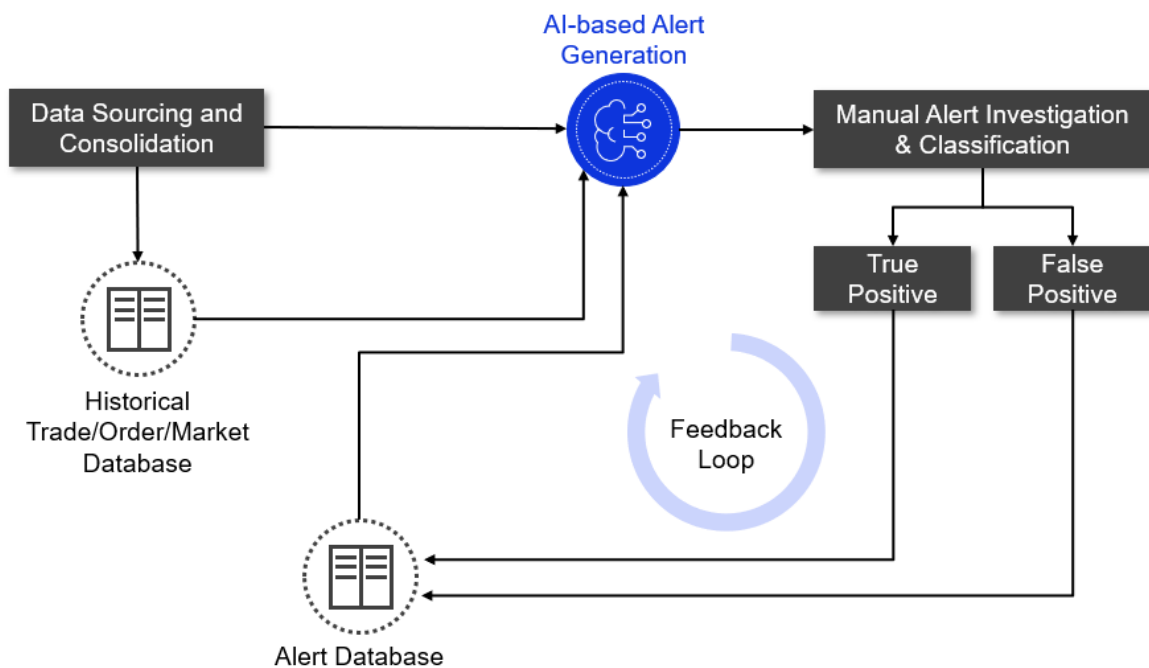 AI-based Alert
Generation
Data Sourcing and
Consolidation
Manual Alert Investigation
& Classification
True
Positive
False
Positive
Historical
Trade/Order/Market
Database
Feedback
Loop
Alert Database